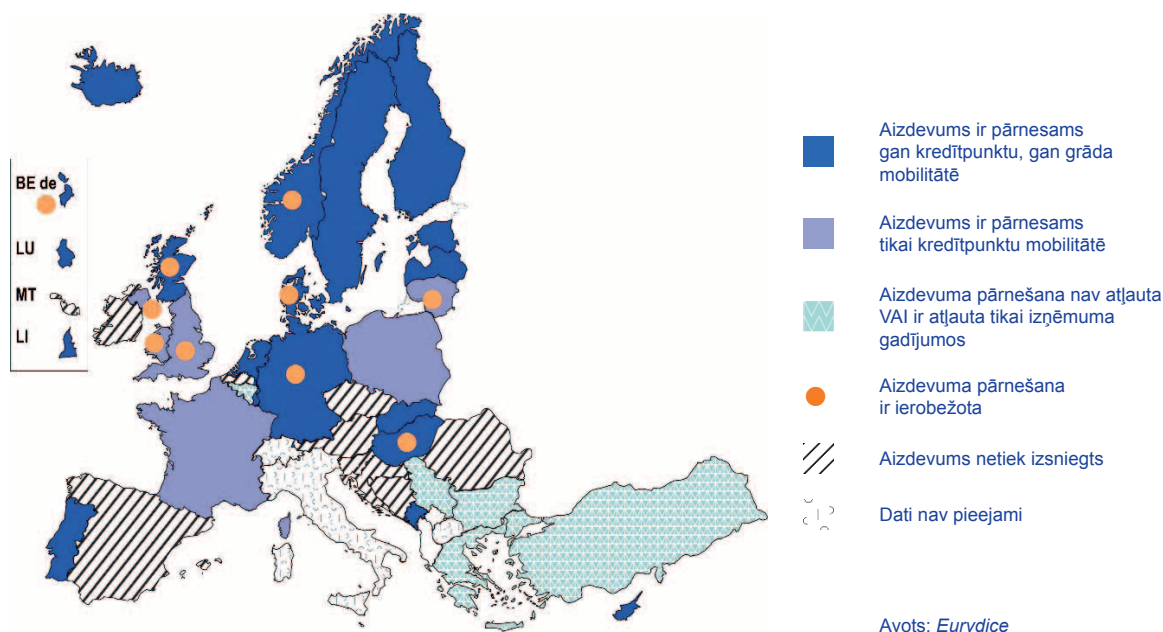 BE de
LU
MT
LI
Aizdevums ir pārnesams
gan kredītpunktu, gan grāda
mobilitātē
Aizdevums ir pārnesams
tikai kredītpunktu mobilitātē
Aizdevuma pārnešana nav atļauta
VAI ir atļauta tikai izņēmuma
gadījumos
Aizdevuma pārnešana
ir ierobežota
Aizdevums netiek izsniegts
Dati nav pieejami
Avots: Eurydice